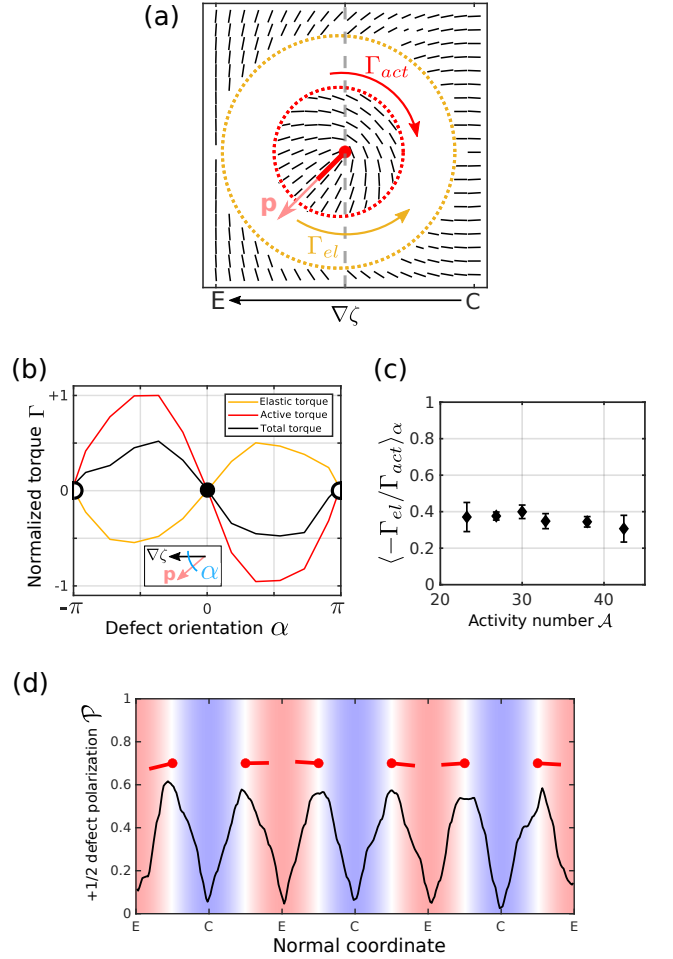 (a)
Γact
p
Γel
E
C
∇ζ
(b)
Normalized torque Γ
+1
0
-1
Elastic torque
Active torque
Total torque
∇ζ
p
α
-π
0
π
Defect orientation α
(c)
⟨−Γel/Γact⟩α
1
0.8
0.6
0.4
0.2
0
20
30
40
Activity number 𝒜
(d)
+1/2 defect polarization 𝒫
1
0.8
0.6
0.4
0.2
0
E C E C E C E
Normal coordinate